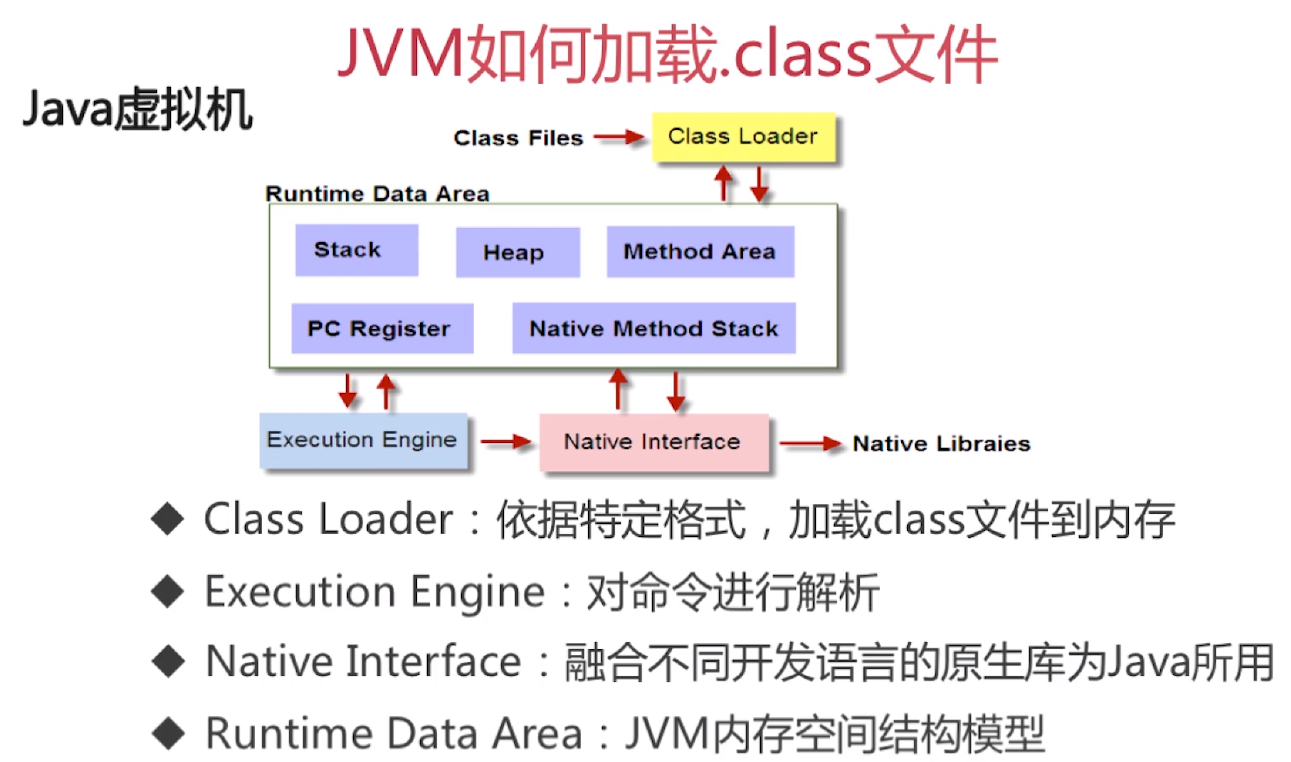 JVM如何加载.class文件
Java虚拟机
Class Files
Class Loader
Runtime Data Area
Stack
Heap
Method Area
PC Register
Native Method Stack
Execution Engine
Native Interface
Native Libraies
◆ Class Loader：依据特定格式，加载class文件到内存
◆ Execution Engine：对命令进行解析
◆ Native Interface：融合不同开发语言的原生库为Java所用
◆ Runtime Data Area：JVM内存空间结构模型